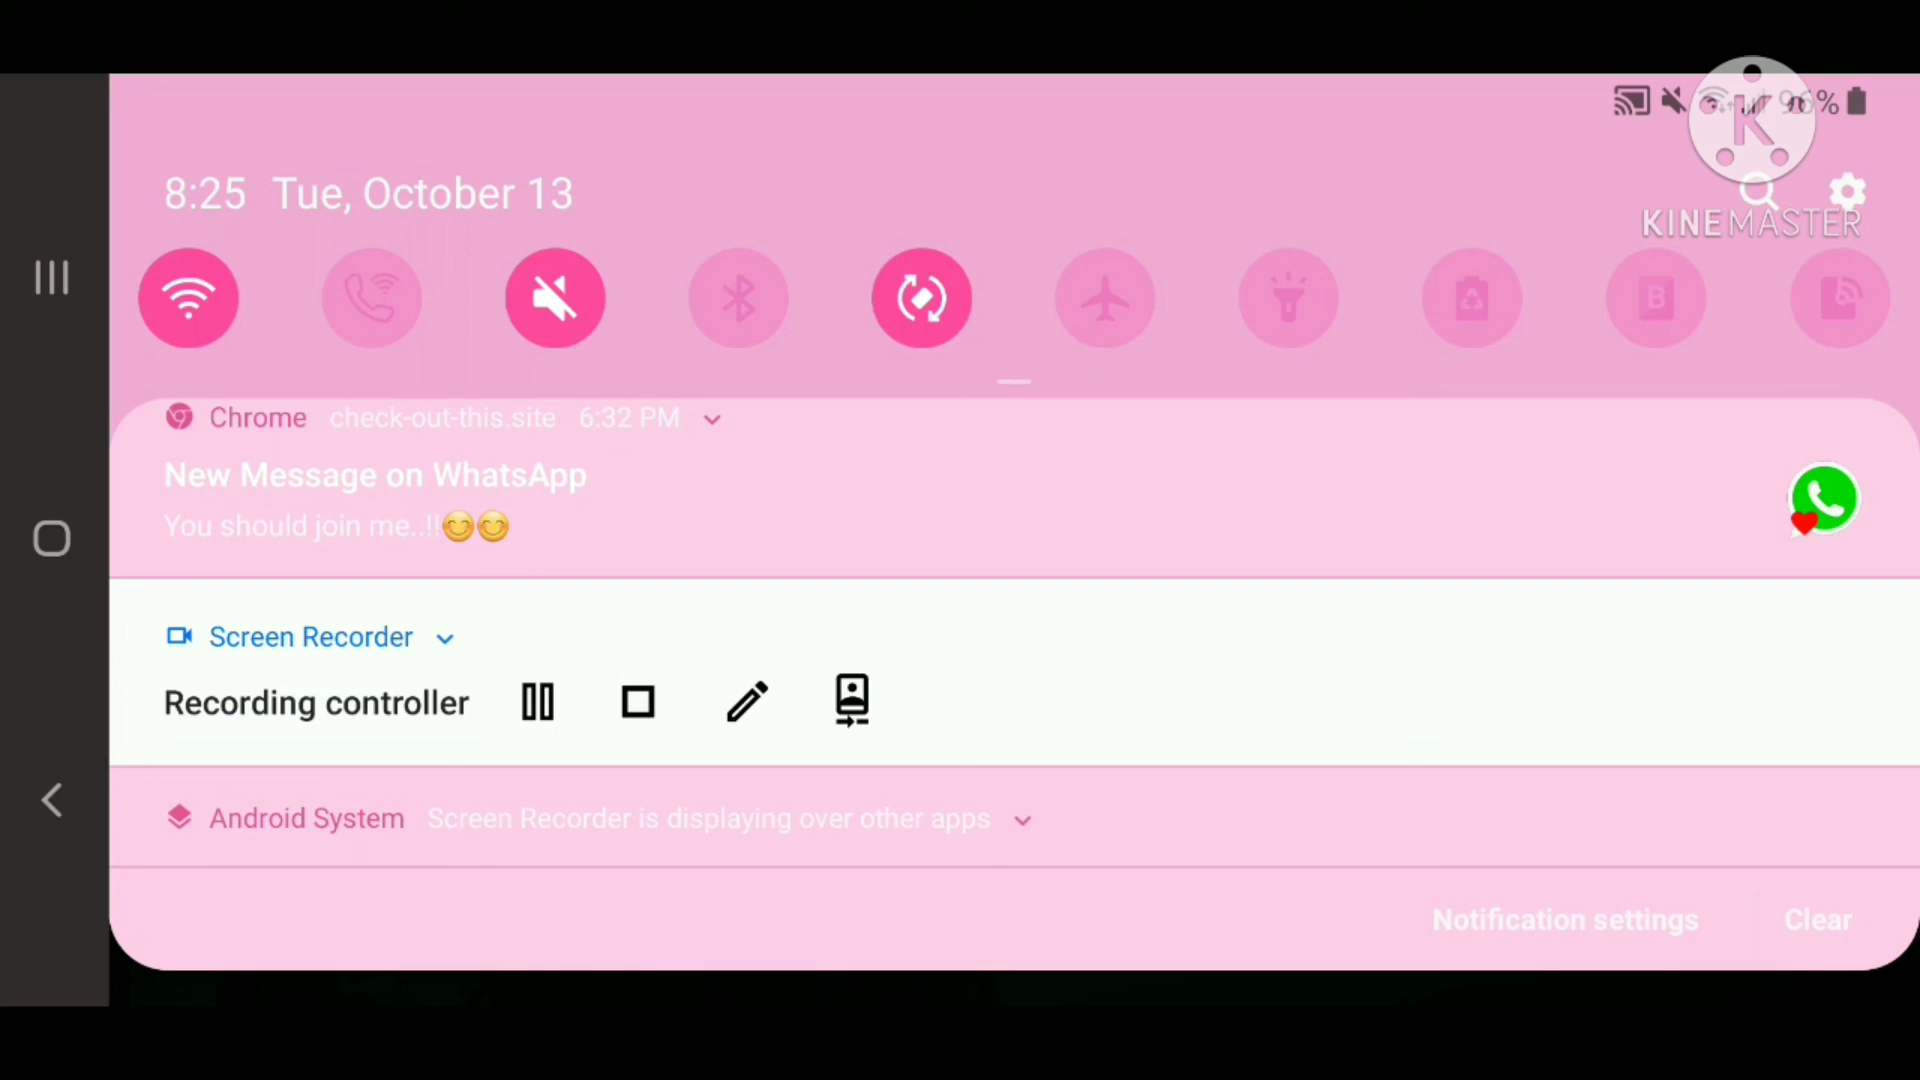 96%
8:25 Tue, October 13
K
KINEMASTER
B
Chrome check-out-this.site 6:32 PM
New Message on WhatsApp
You should join me..!!😊😊
Screen Recorder
Recording controller
Android System Screen Recorder is displaying over other apps
Notification settings Clear